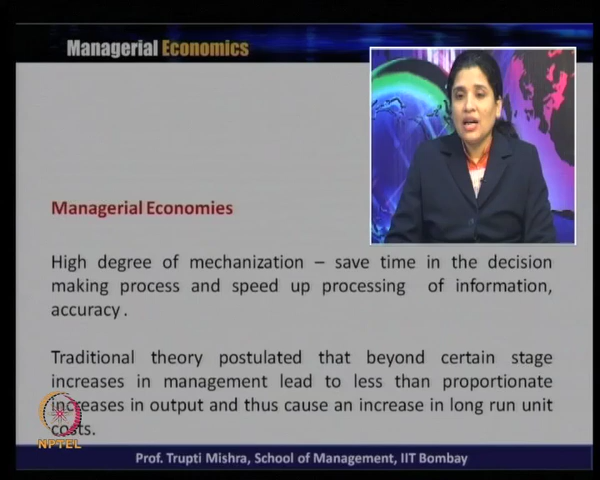 Managerial Economics
Managerial Economies
High degree of mechanization – save time in the decision
making process and speed up processing of information,
accuracy .
Traditional theory postulated that beyond certain stage
increases in management lead to less than proportionate
increases in output and thus cause an increase in long run unit
costs.
NPTEL
Prof. Trupti Mishra, School of Management, IIT Bombay